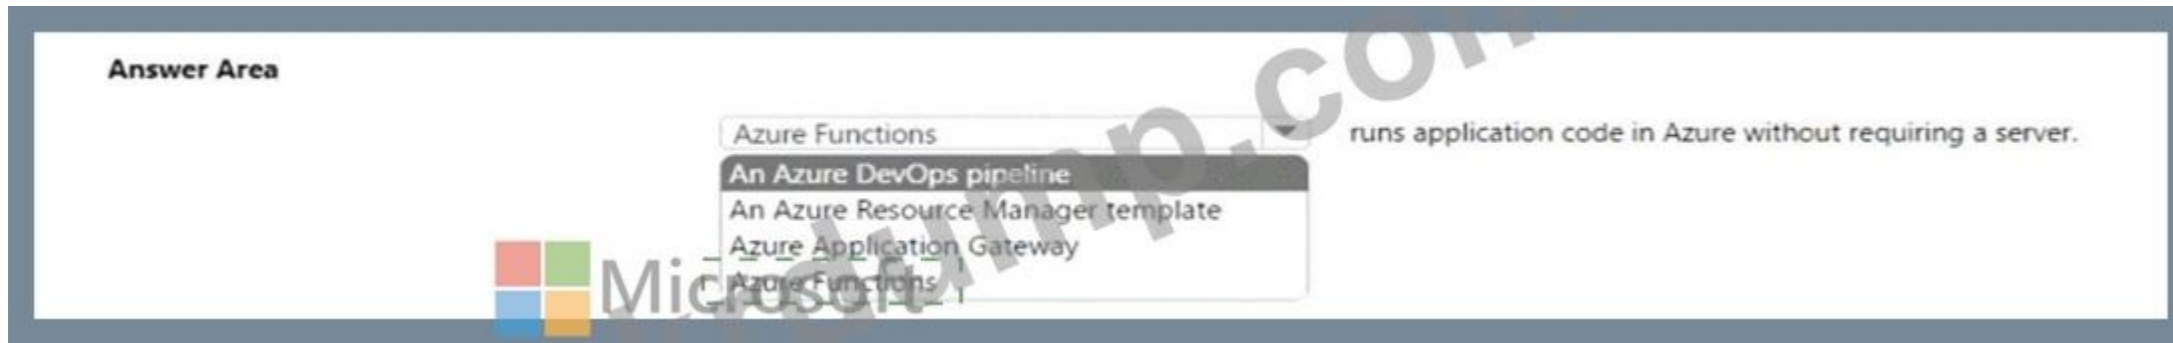 Answer Area
Azure Functions
runs application code in Azure without requiring a server.
An Azure DevOps pipeline
An Azure Resource Manager template
Azure Application Gateway
Azure Functions
Microsoft